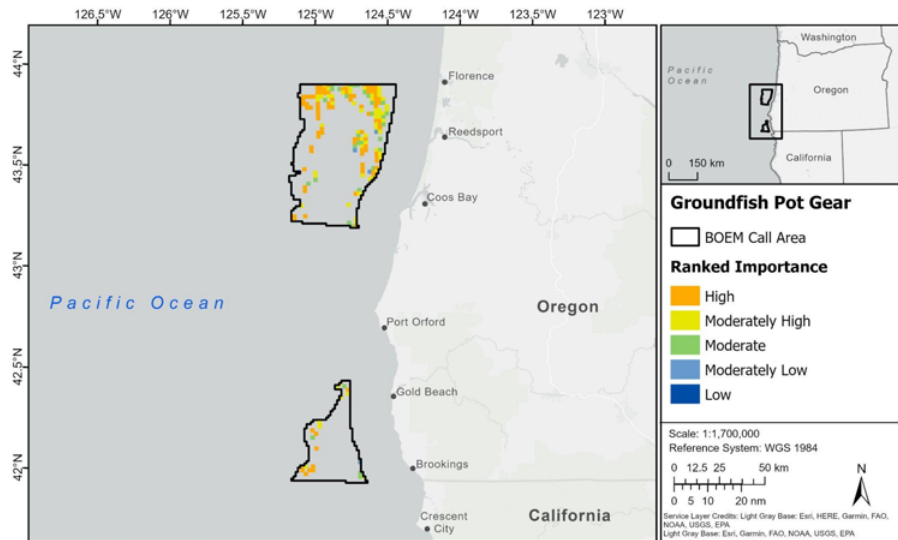 126,5°W 126°W 125,5°W 125°W 124,5°W 124°W 123,5°W 123°W
44°N
43,5°N
43°N
42,5°N
42°N
Florence
Reedsport
Coos Bay
Port Orford
Gold Beach
Brookings
Crescent
City
Pacific Ocean
Oregon
California
Washington
Pacific
Ocean
Oregon
California
0 150 km
Groundfish Pot Gear
BOEM Call Area
Ranked Importance
High
Moderately High
Moderate
Moderately Low
Low
Scale: 1:1,700,000
Reference System: WGS 1984
0 12.5 25 50 km
0 5 10 20 nm
N
Service Layer Credits: Light Gray Base: Esri, HERE, Garmin, FAO,
NOAA, USGS, EPA
Light Gray Base: Esri, Garmin, FAO, NOAA, USGS, EPA